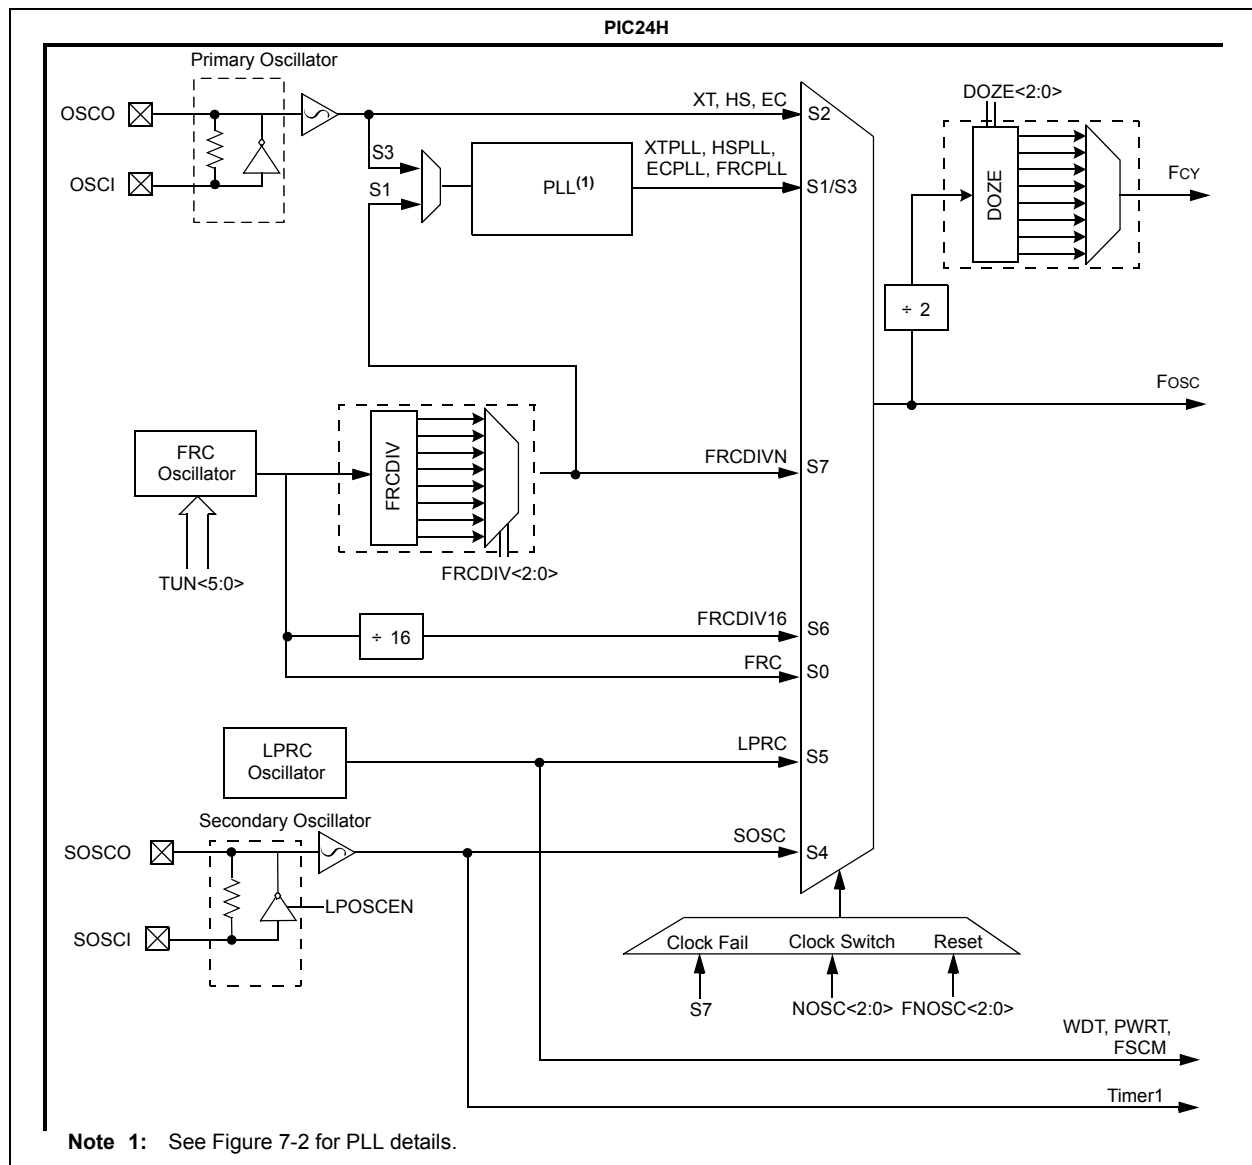 PIC24H
Primary Oscillator
OSCO
OSCI
S3
S1
PLL(1)
XT, HS, EC
XTPLL, HSPLL,
ECPLL, FRCPLL
S2
S1/S3
DOZE<2:0>
DOZE
FCY
÷ 2
FOSC
FRC
Oscillator
TUN<5:0>
FRCDIV
FRCDIV<2:0>
FRCDIVN
S7
÷ 16
FRCDIV16
S6
FRC
S0
LPRC
Oscillator
LPRC
S5
Secondary Oscillator
SOSCO
SOSCI
LPOSCEN
SOSC
S4
Clock Fail
Clock Switch
Reset
S7
NOSC<2:0>
FNOSC<2:0>
WDT, PWRT,
FSCM
Timer1
Note 1: See Figure 7-2 for PLL details.